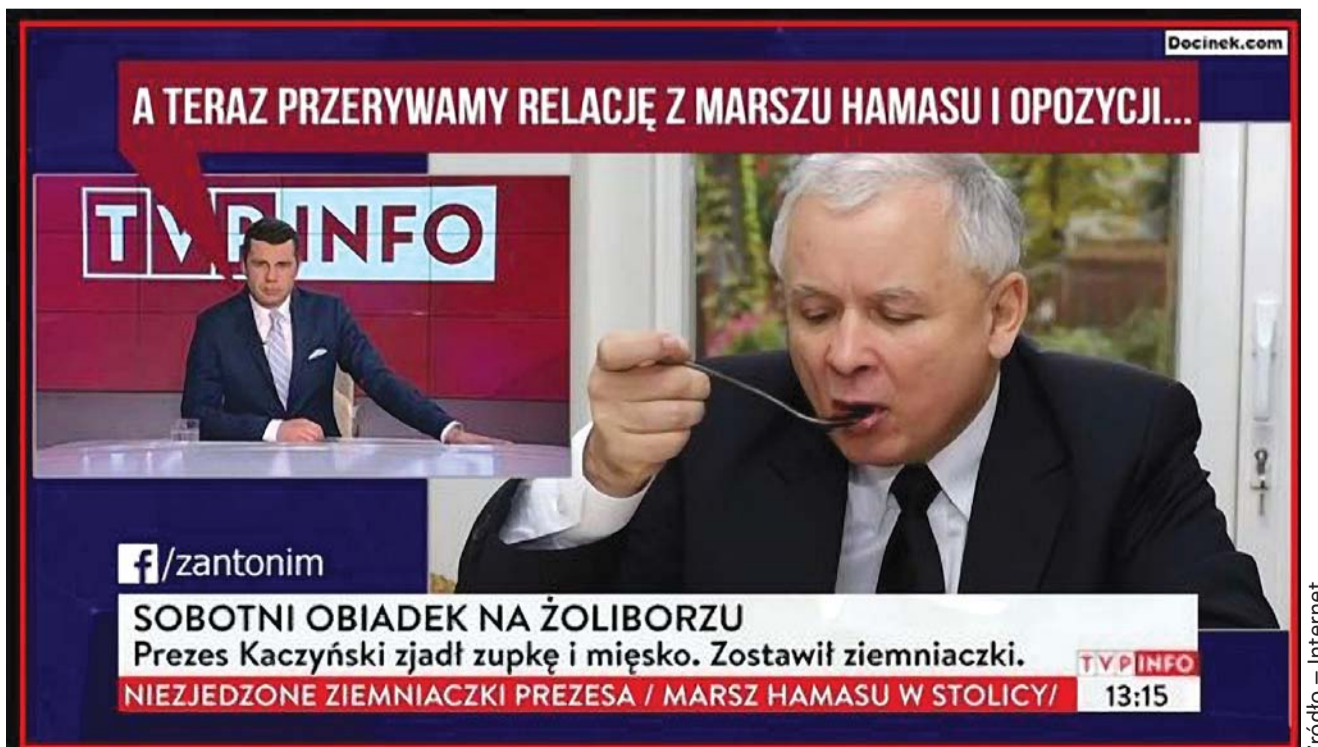 Docinek.com
A TERAZ PRZERYWAMY RELACJĘ Z MARSZU HAMASU I OPOZYCJI...
TVP INFO
f/zantonim
SOBOTNI OBIADEK NA ŻOLIBORZU
Prezes Kaczyński zjadł zupkę i mięsko. Zostawił ziemniaczki.
TVP INFO
NIEZJEDZONE ZIEMNIACZKI PREZESA / MARSZ HAMASU W STOLICY/
13:15
Źródło – Internet